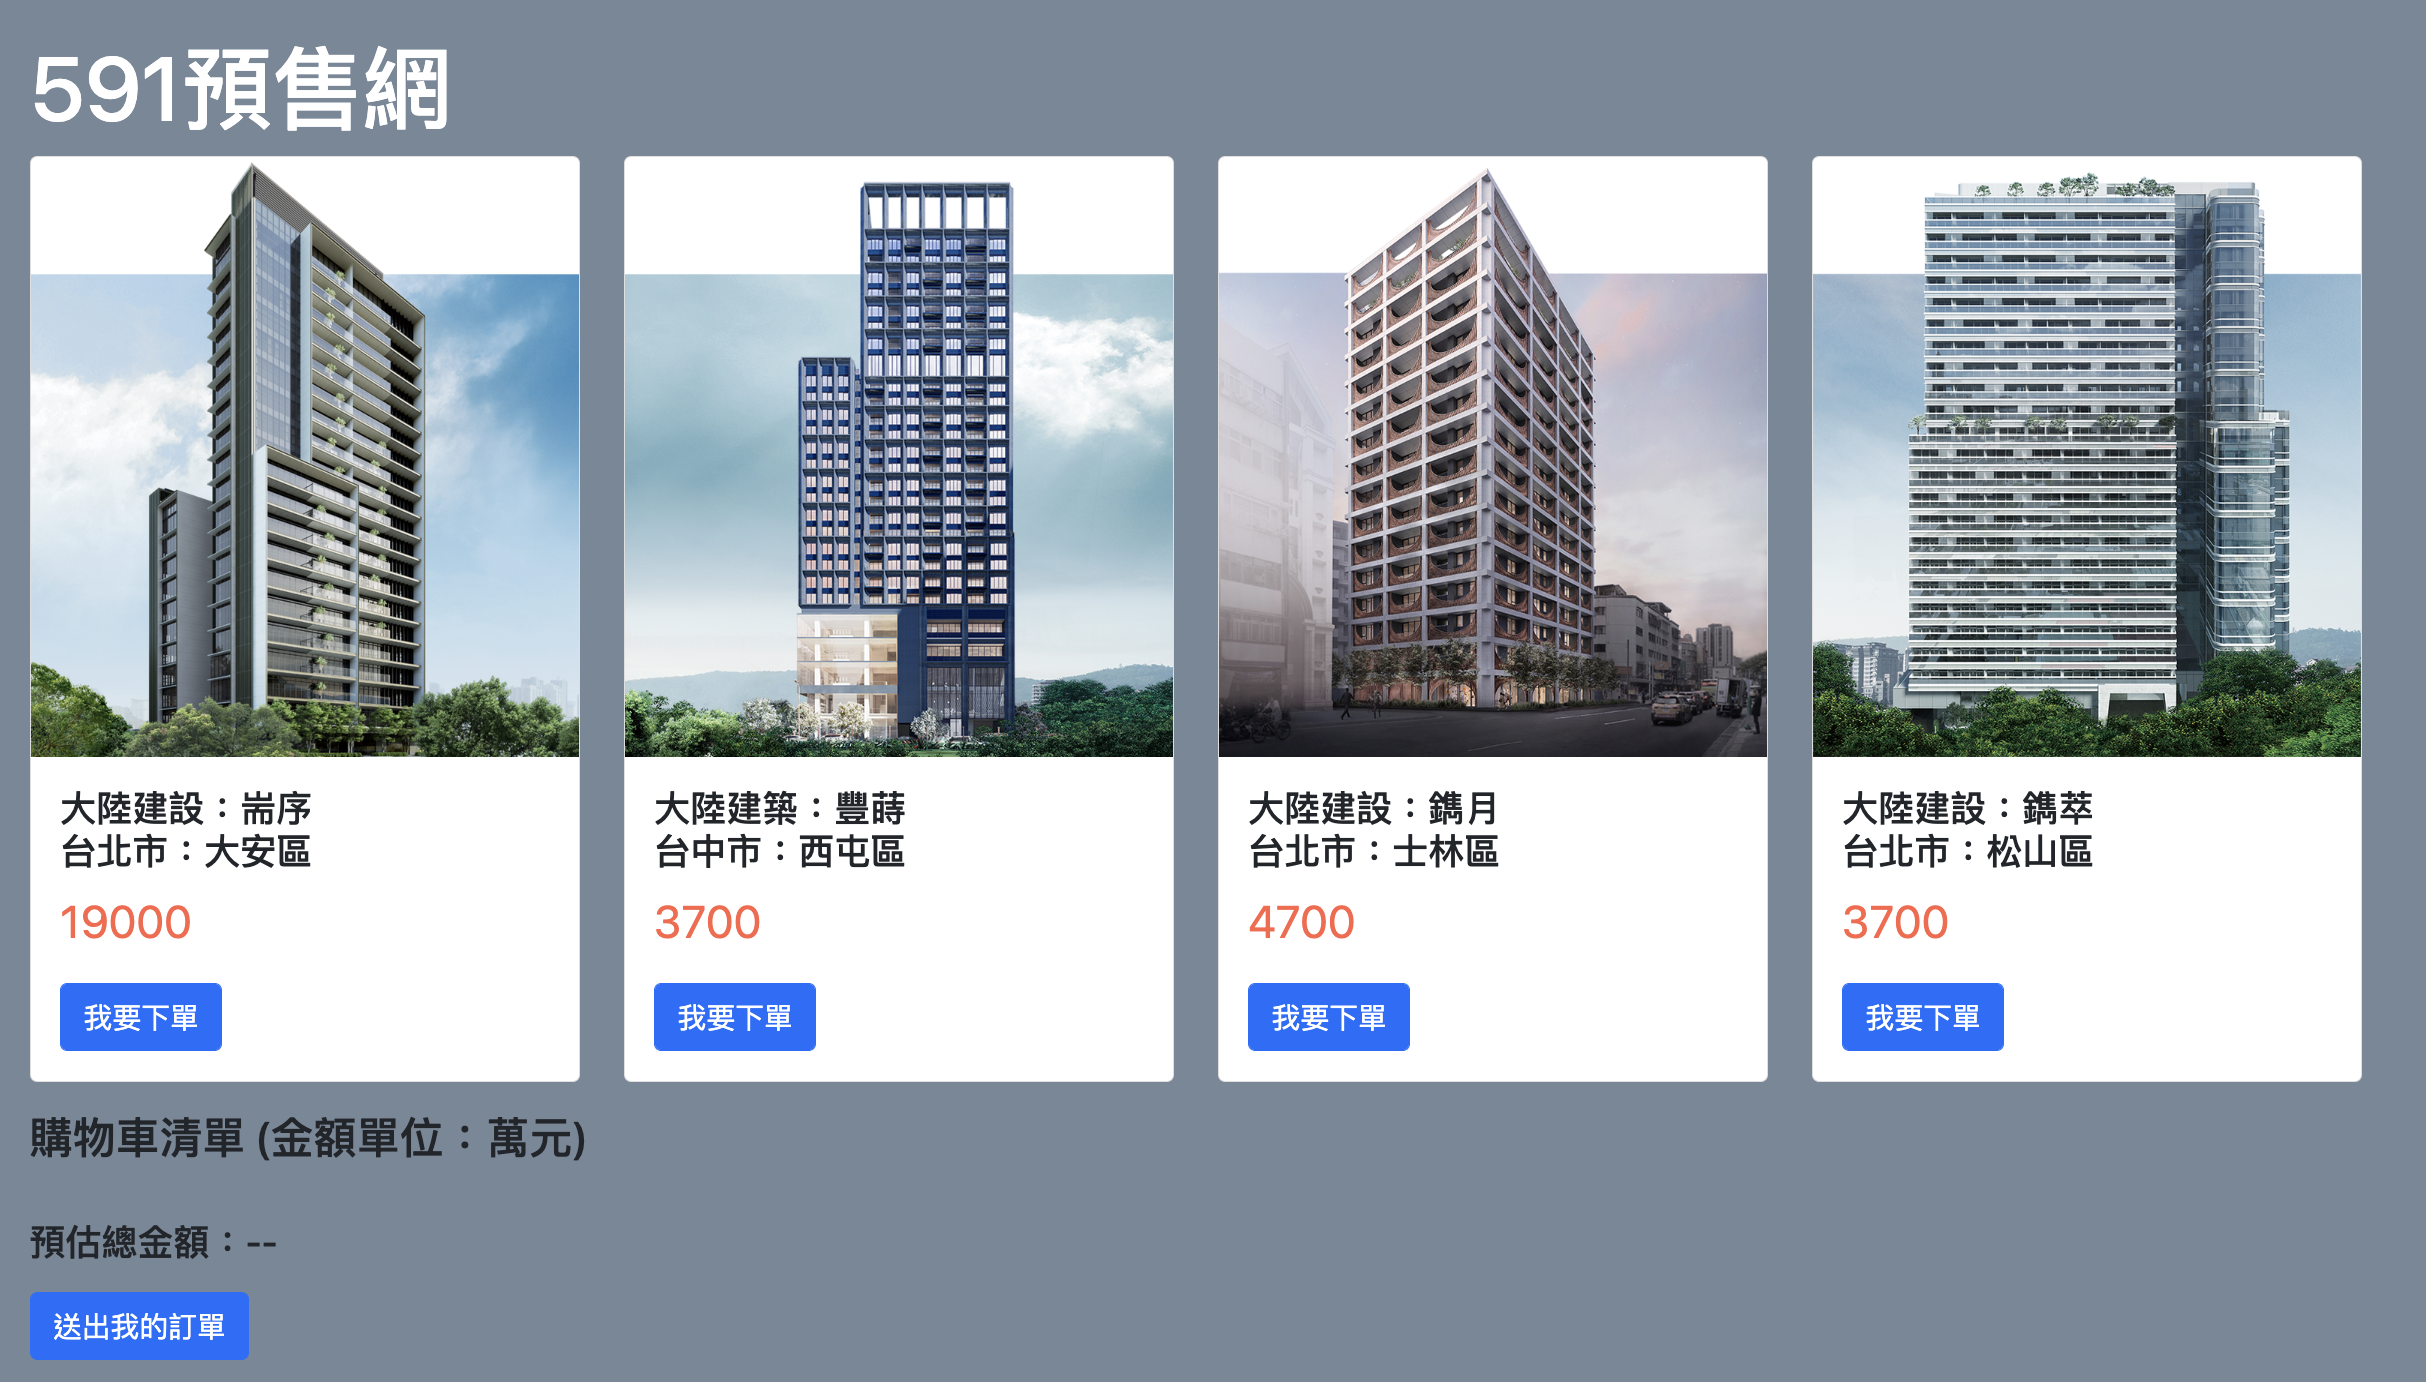 591預售網
大陸建設：耑序
台北市：大安區
19000
我要下單
大陸建築：豐蒔
台中市：西屯區
3700
我要下單
大陸建設：鐫月
台北市：士林區
4700
我要下單
大陸建設：鐫萃
台北市：松山區
3700
我要下單
購物車清單 (金額單位：萬元)
預估總金額：--
送出我的訂單